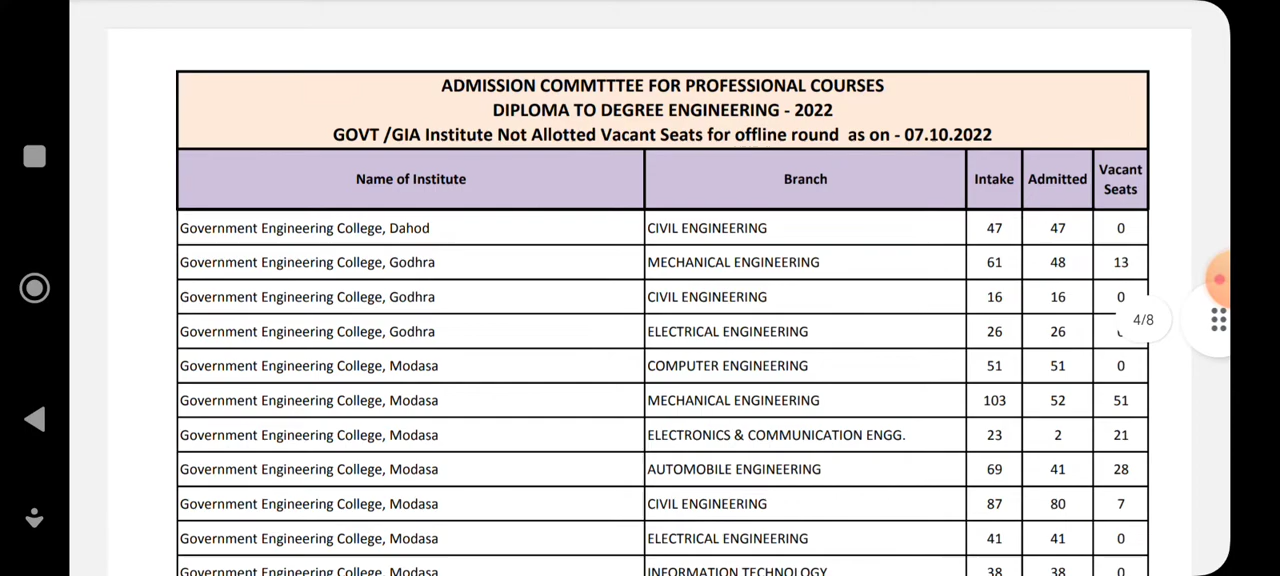 ADMISSION COMMTTTEE FOR PROFESSIONAL COURSES
DIPLOMA TO DEGREE ENGINEERING - 2022
GOVT /GIA Institute Not Allotted Vacant Seats for offline round as on - 07.10.2022
Name of Institute Branch Intake Admitted Vacant Seats
Government Engineering College, Dahod CIVIL ENGINEERING 47 47 0
Government Engineering College, Godhra MECHANICAL ENGINEERING 61 48 13
Government Engineering College, Godhra CIVIL ENGINEERING 16 16 0
Government Engineering College, Godhra ELECTRICAL ENGINEERING 26 26
4/8
Government Engineering College, Modasa COMPUTER ENGINEERING 51 51 0
Government Engineering College, Modasa MECHANICAL ENGINEERING 103 52 51
Government Engineering College, Modasa ELECTRONICS & COMMUNICATION ENGG. 23 2 21
Government Engineering College, Modasa AUTOMOBILE ENGINEERING 69 41 28
Government Engineering College, Modasa CIVIL ENGINEERING 87 80 7
Government Engineering College, Modasa ELECTRICAL ENGINEERING 41 41 0
Government Engineering College, Modasa INFORMATION TECHNOLOGY 38 38 0